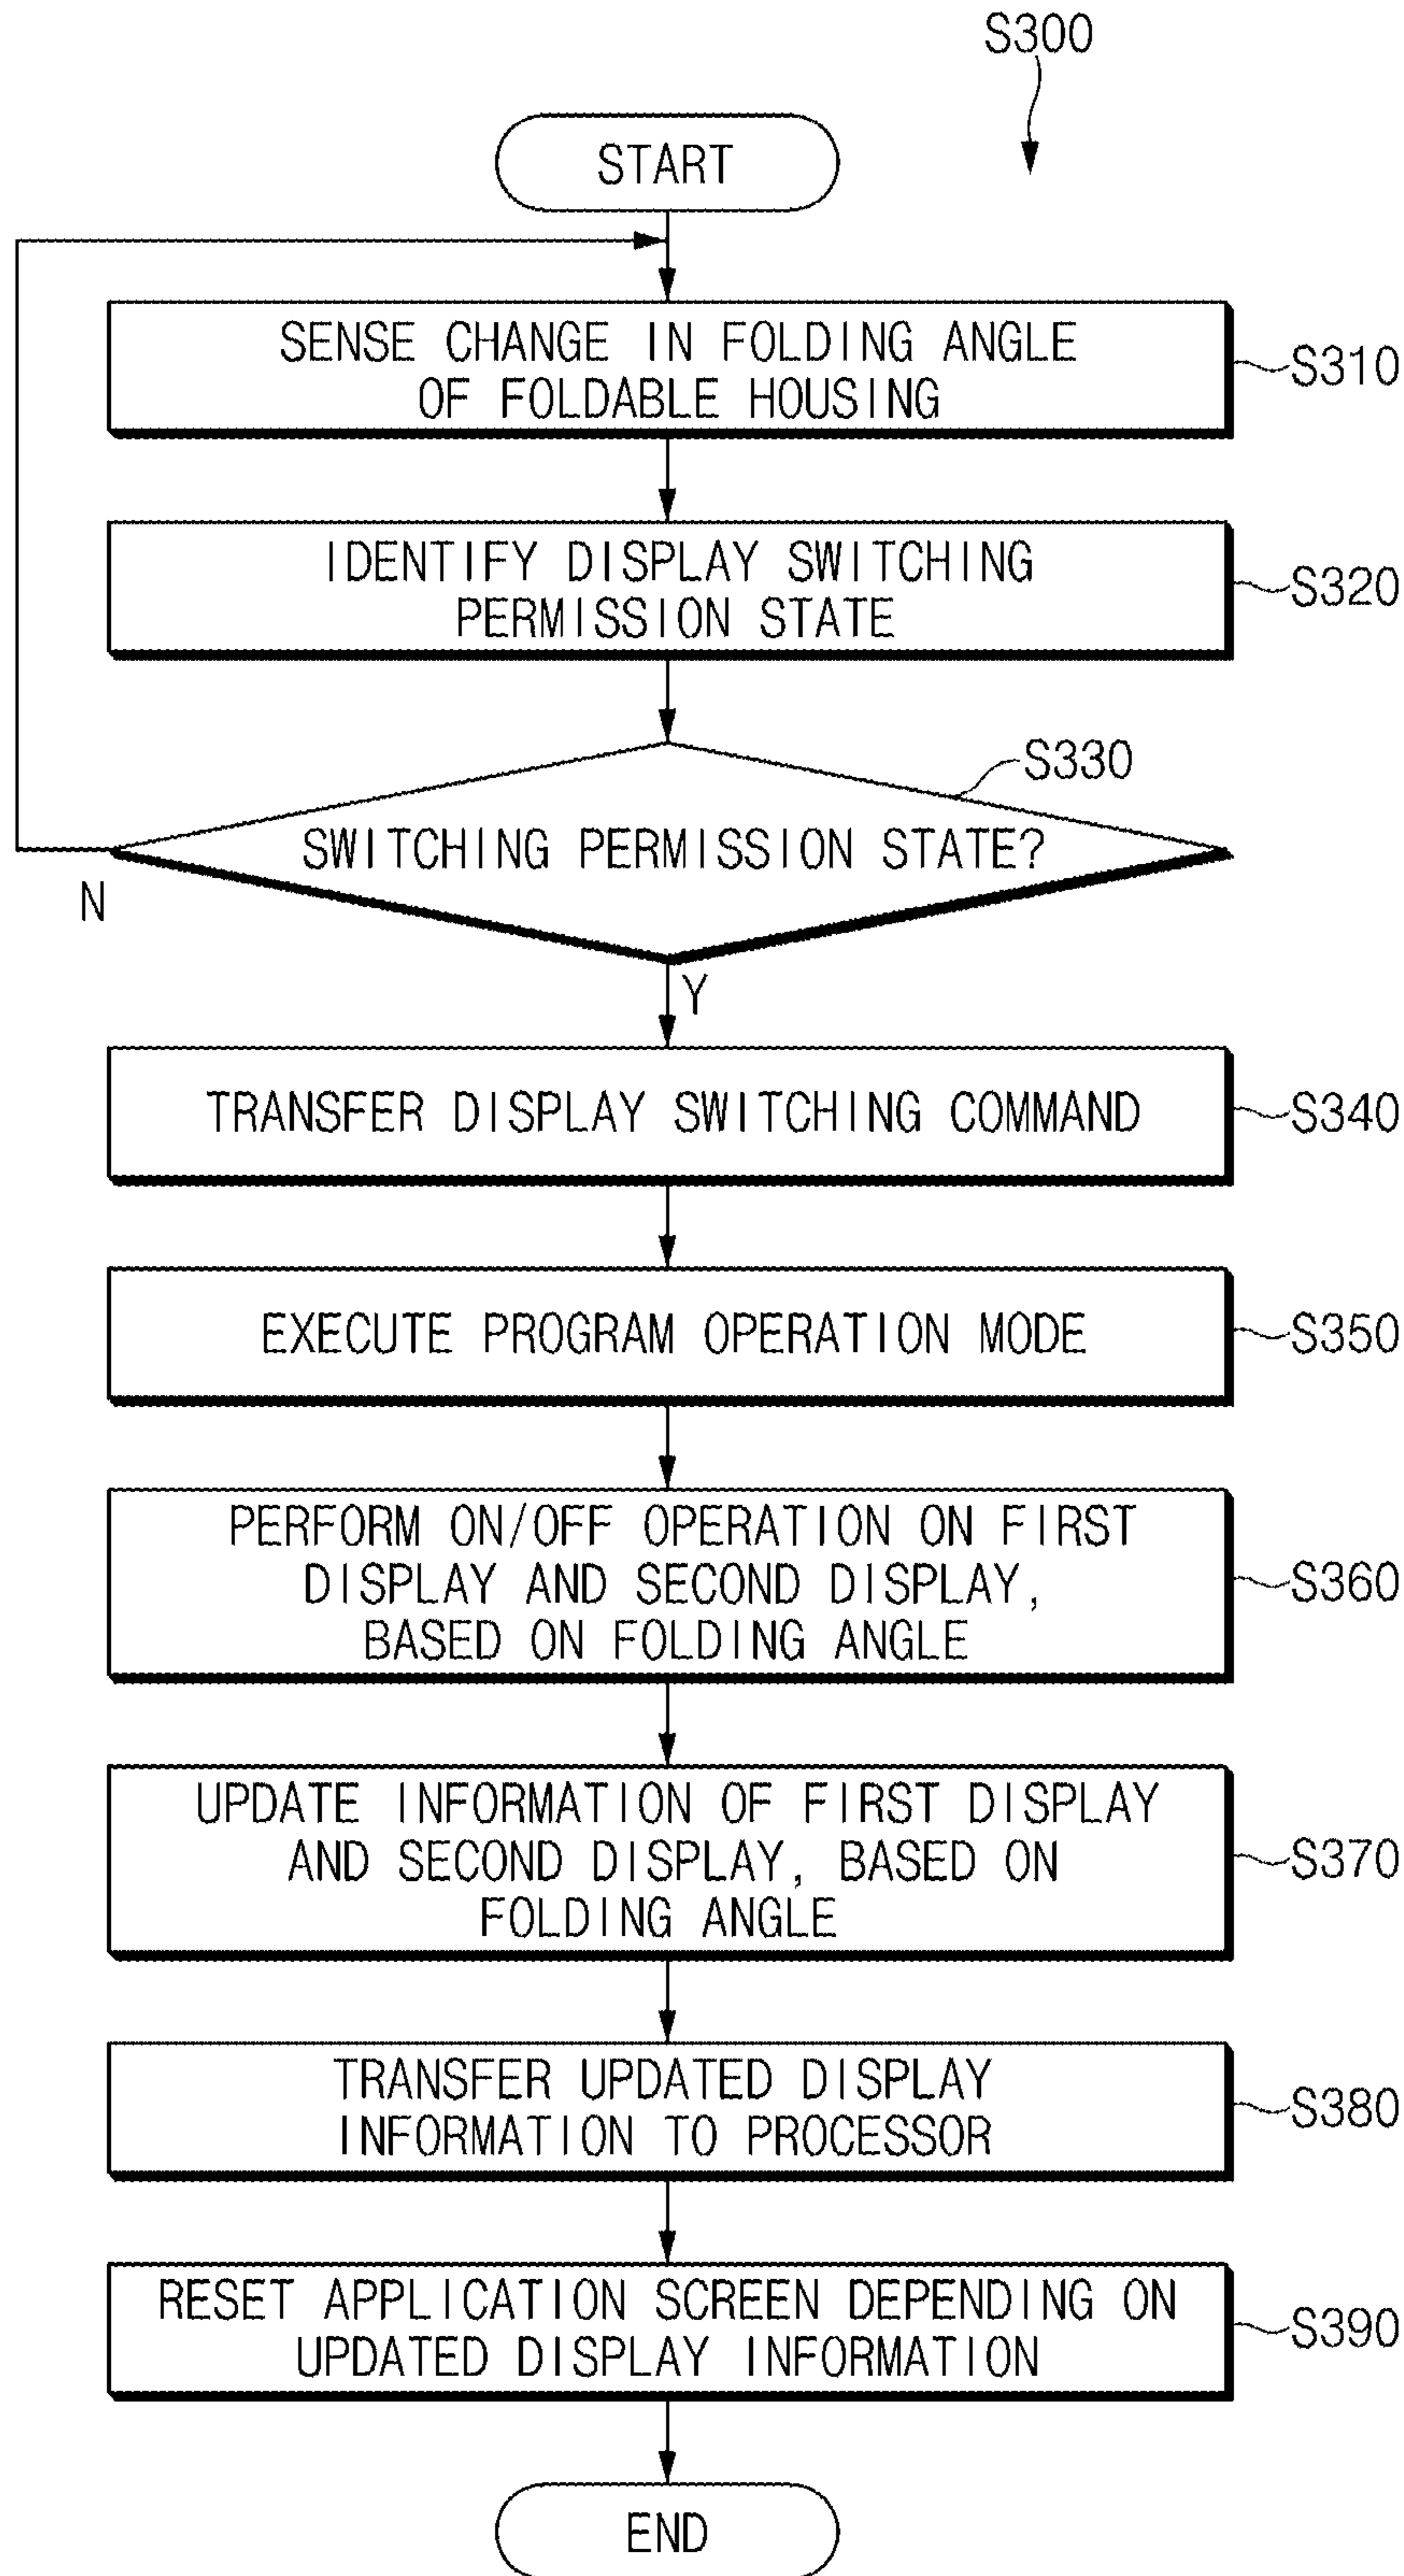 S300
START
SENSE CHANGE IN FOLDING ANGLE
OF FOLDABLE HOUSING
S310
IDENTIFY DISPLAY SWITCHING
PERMISSION STATE
S320
S330
SWITCHING PERMISSION STATE?
N
Y
TRANSFER DISPLAY SWITCHING COMMAND
S340
EXECUTE PROGRAM OPERATION MODE
S350
PERFORM ON/OFF OPERATION ON FIRST
DISPLAY AND SECOND DISPLAY,
BASED ON FOLDING ANGLE
S360
UPDATE INFORMATION OF FIRST DISPLAY
AND SECOND DISPLAY, BASED ON
FOLDING ANGLE
S370
TRANSFER UPDATED DISPLAY
INFORMATION TO PROCESSOR
S380
RESET APPLICATION SCREEN DEPENDING ON
UPDATED DISPLAY INFORMATION
S390
END